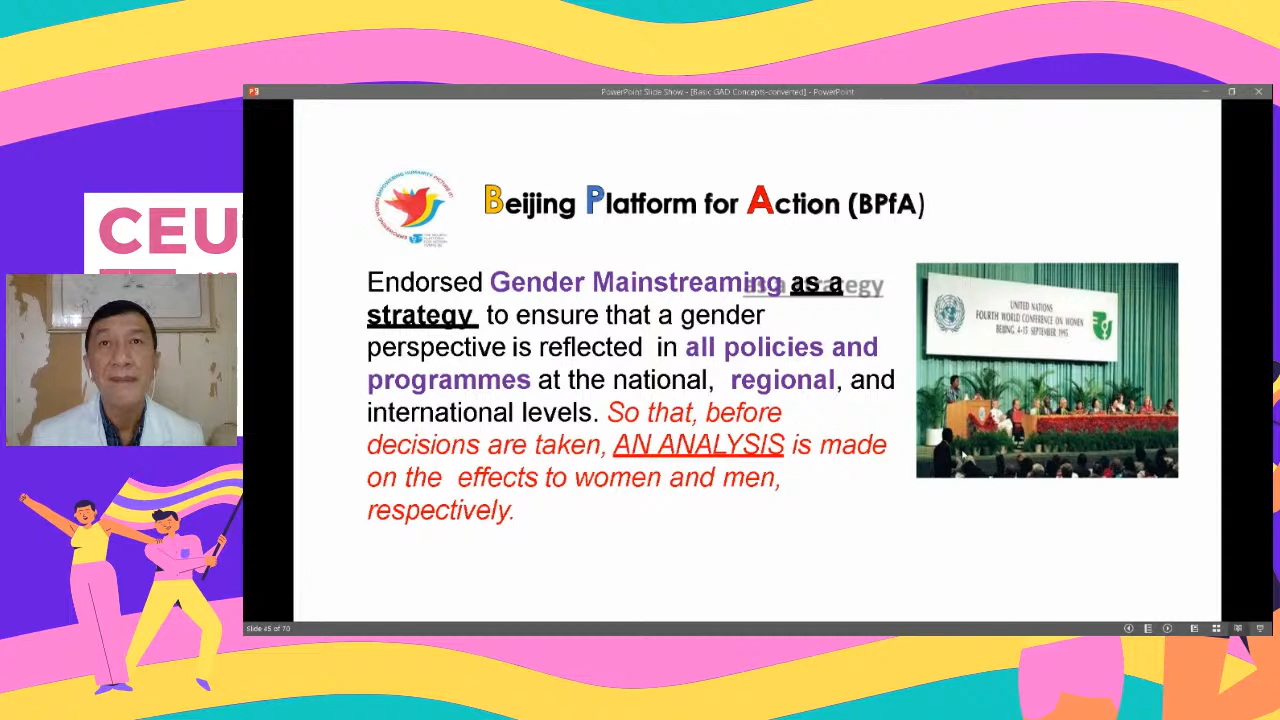 PowerPoint Slide Show - [Basic GAD Concepts-converted] - PowerPoint
CEU
Beijing Platform for Action (BPfA)
Endorsed Gender Mainstreaming as a
strategy to ensure that a gender
perspective is reflected in all policies and
programmes at the national, regional, and
international levels. So that, before
decisions are taken, AN ANALYSIS is made
on the effects to women and men,
respectively.
UNITED NATIONS
FOURTH WORLD CONFERENCE ON WOMEN
BEIJING, 4-15 SEPTEMBER 1995
Slide 45 of 70